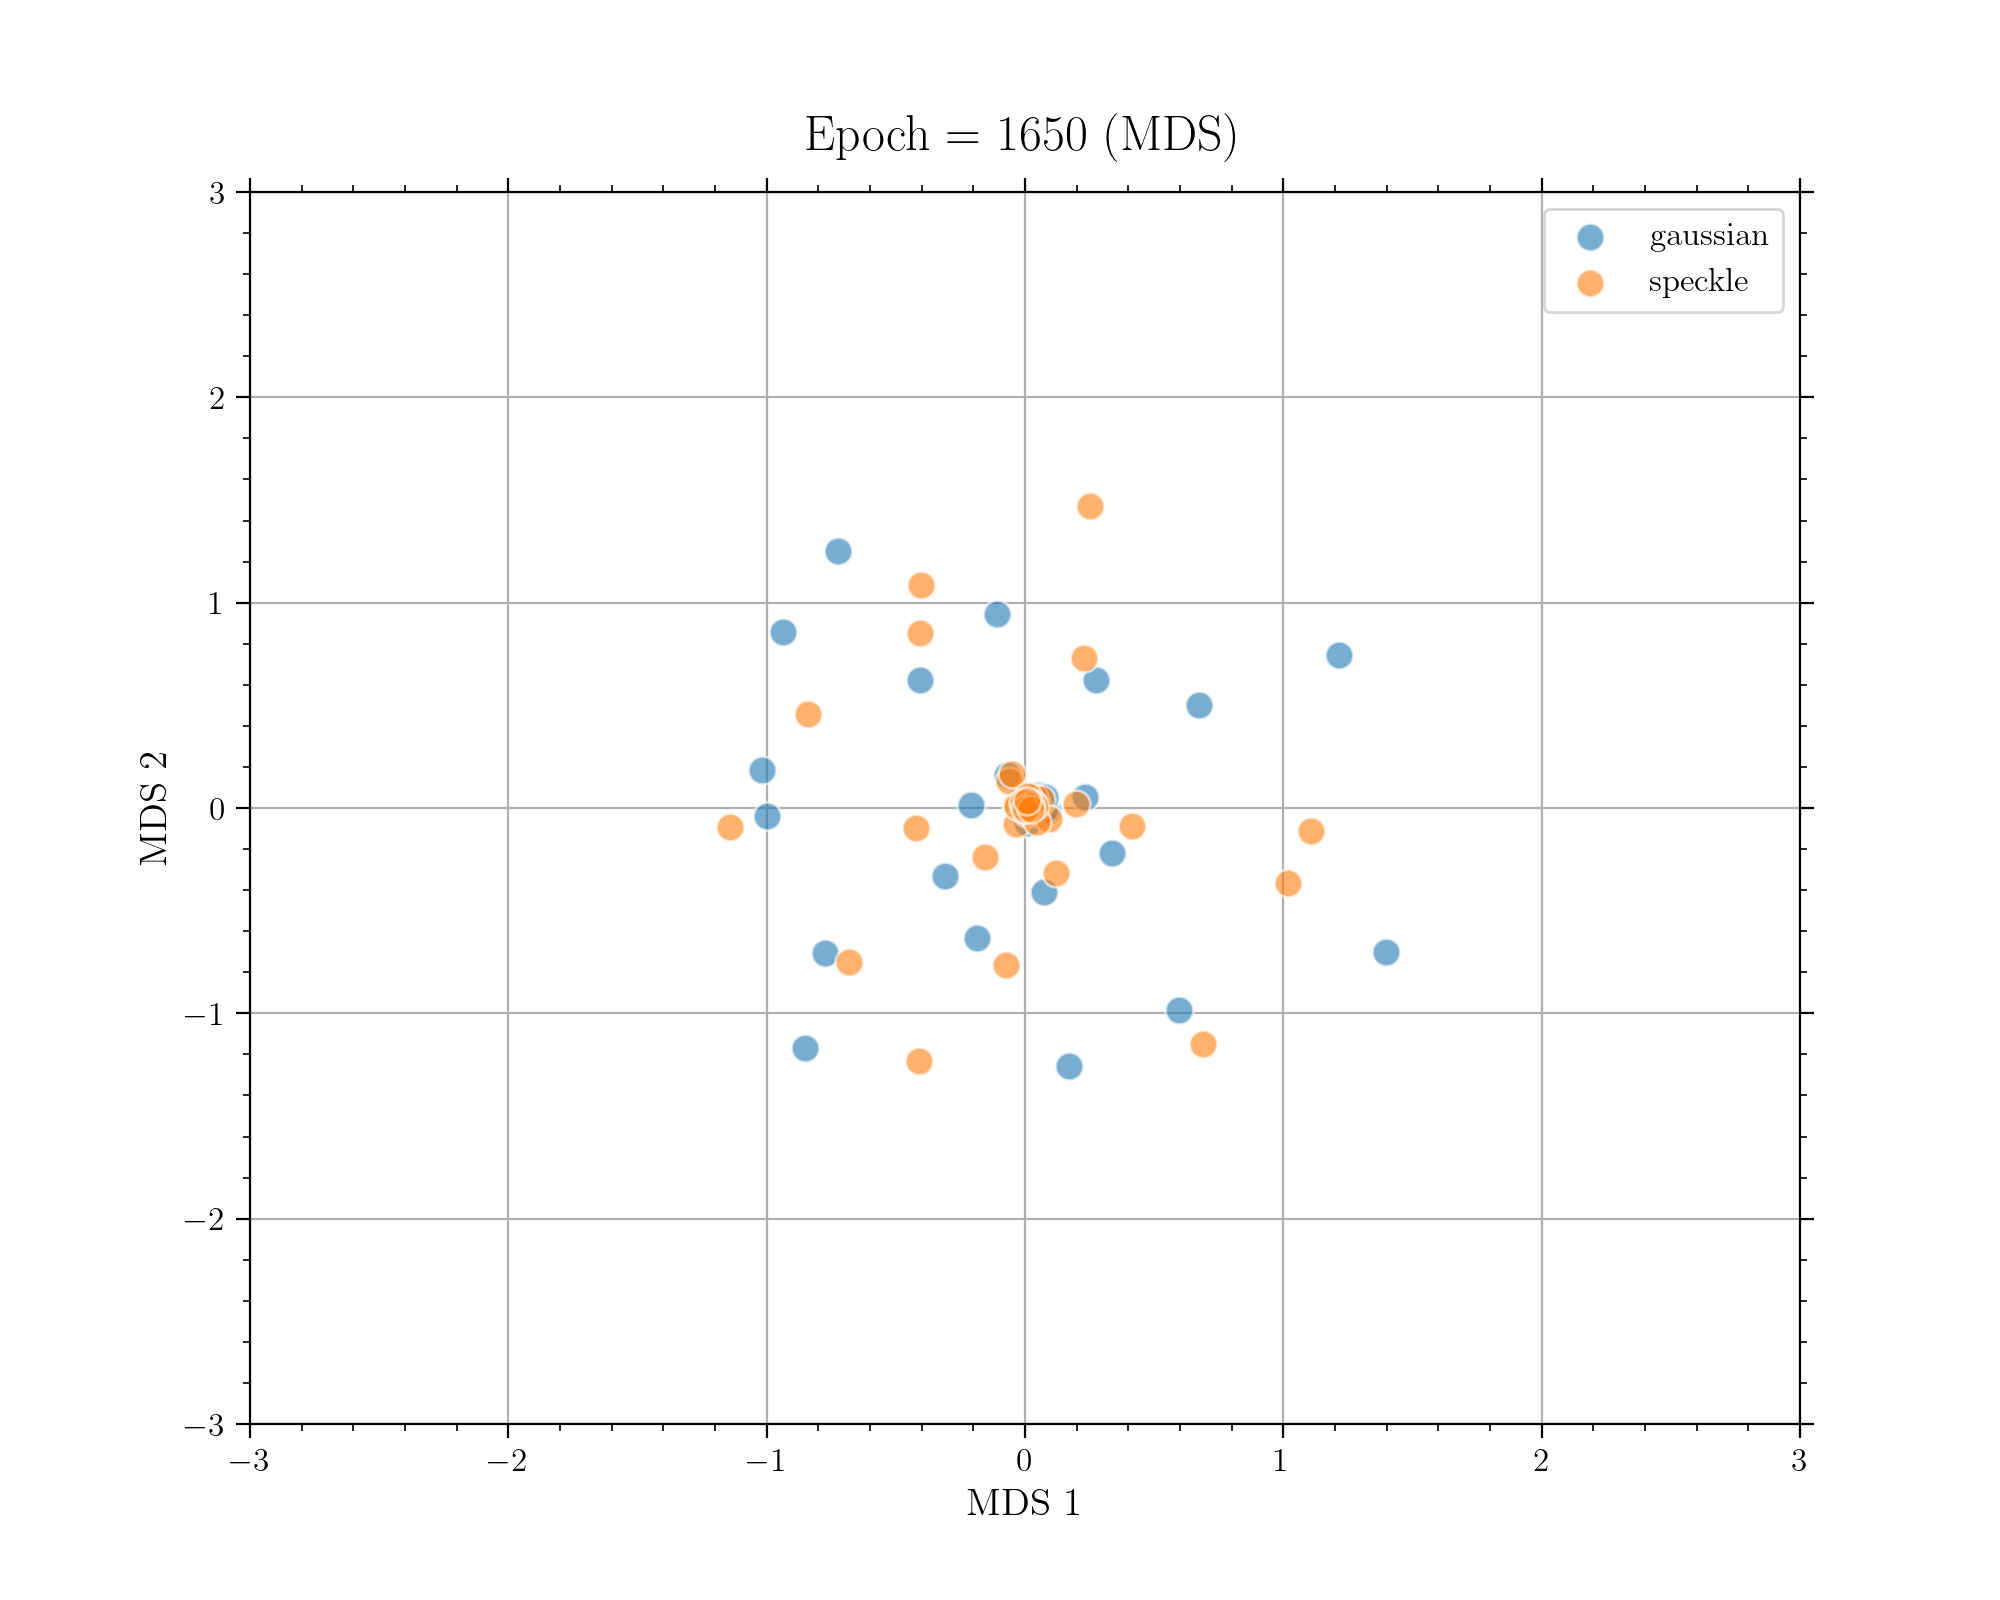 Epoch = 1650 (MDS)
gaussian
speckle
3
2
1
0
−1
−2
−3
MDS 2
−3 −2 −1 0 1 2 3
MDS 1